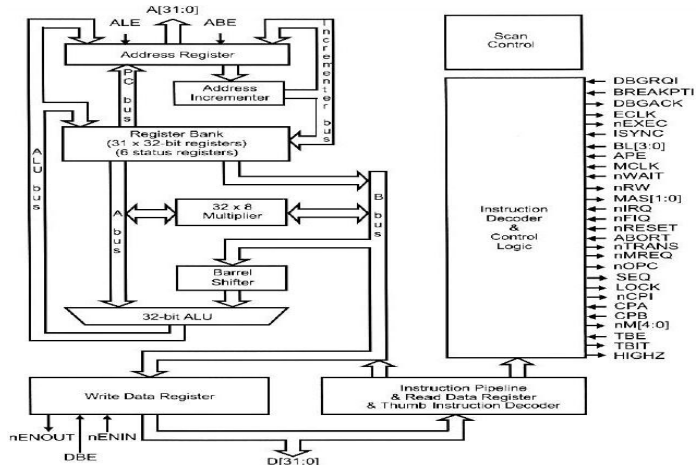 A[31:0]
ALE
ABE
Address Register
Address
Incrementer
Incrementer bus
PC bus
Register Bank
(31 x 32-bit registers)
(6 status registers)
ALU bus
A bus
B bus
32 x 8
Multiplier
Barrel
Shifter
32-bit ALU
Write Data Register
Instruction Pipeline
& Read Data Register
& Thumb Instruction Decoder
nENOUT
nENIN
DBE
D[31:0]
Scan
Control
Instruction
Decoder
&
Control
Logic
DBGRQI
BREAKPTI
DBGACK
ECLK
nEXEC
ISYNC
BL[3:0]
APE
MCLK
nWAIT
nRW
MAS[1:0]
nIRQ
nFIQ
nRESET
ABORT
nTRANS
nMREQ
nOPC
SEQ
LOCK
nCPI
CPA
CPB
nM[4:0]
TBE
TBIT
HIGHZ